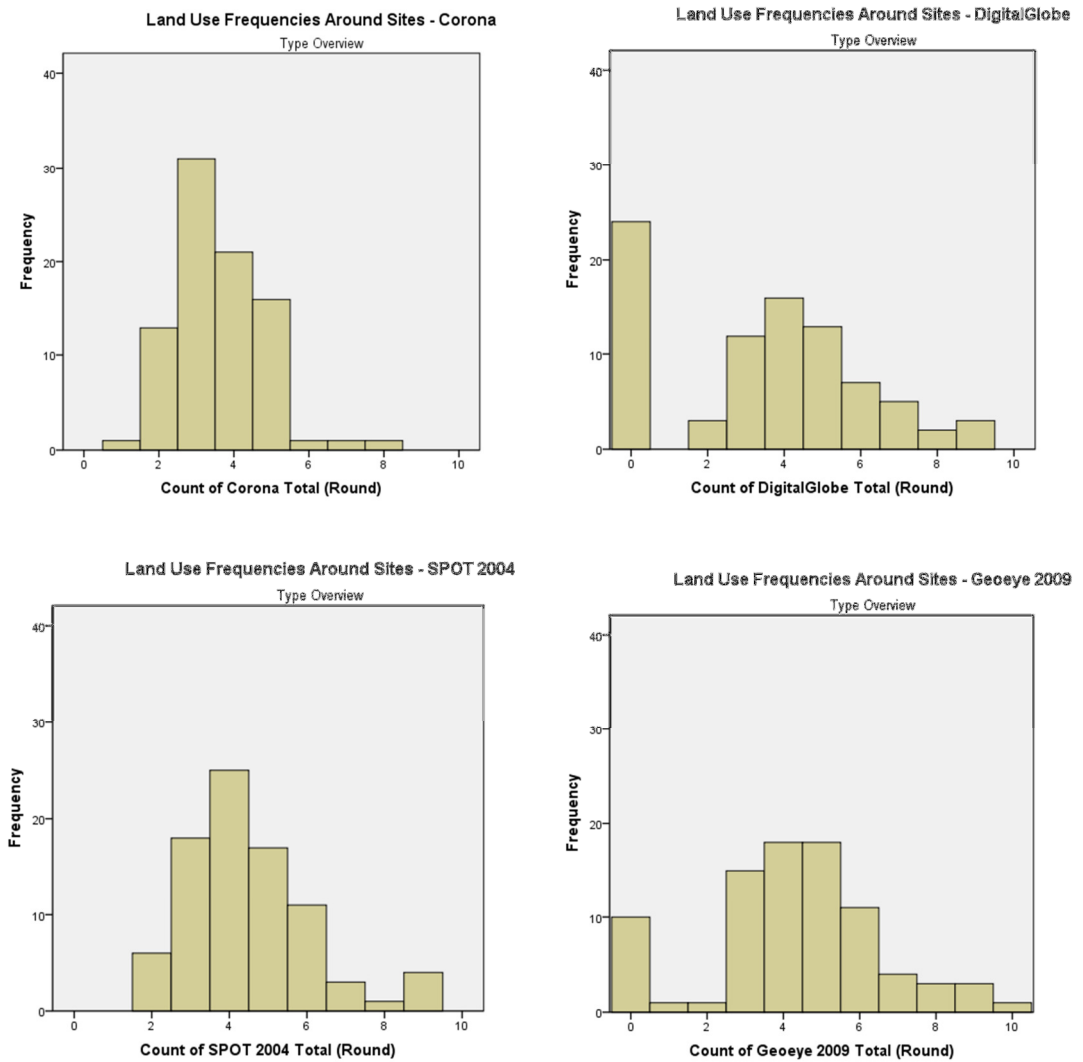 Land Use Frequencies Around Sites - Corona
Type Overview
40
30
20
10
0
Frequency
0 2 4 6 8 10
Count of Corona Total (Round)
Land Use Frequencies Around Sites - DigitalGlobe
Type Overview
40
30
20
10
0
Frequency
0 2 4 6 8 10
Count of DigitalGlobe Total (Round)
Land Use Frequencies Around Sites - SPOT 2004
Type Overview
40
30
20
10
0
Frequency
0 2 4 6 8 10
Count of SPOT 2004 Total (Round)
Land Use Frequencies Around Sites - Geoeye 2009
Type Overview
40
30
20
10
0
Frequency
0 2 4 6 8 10
Count of Geoeye 2009 Total (Round)